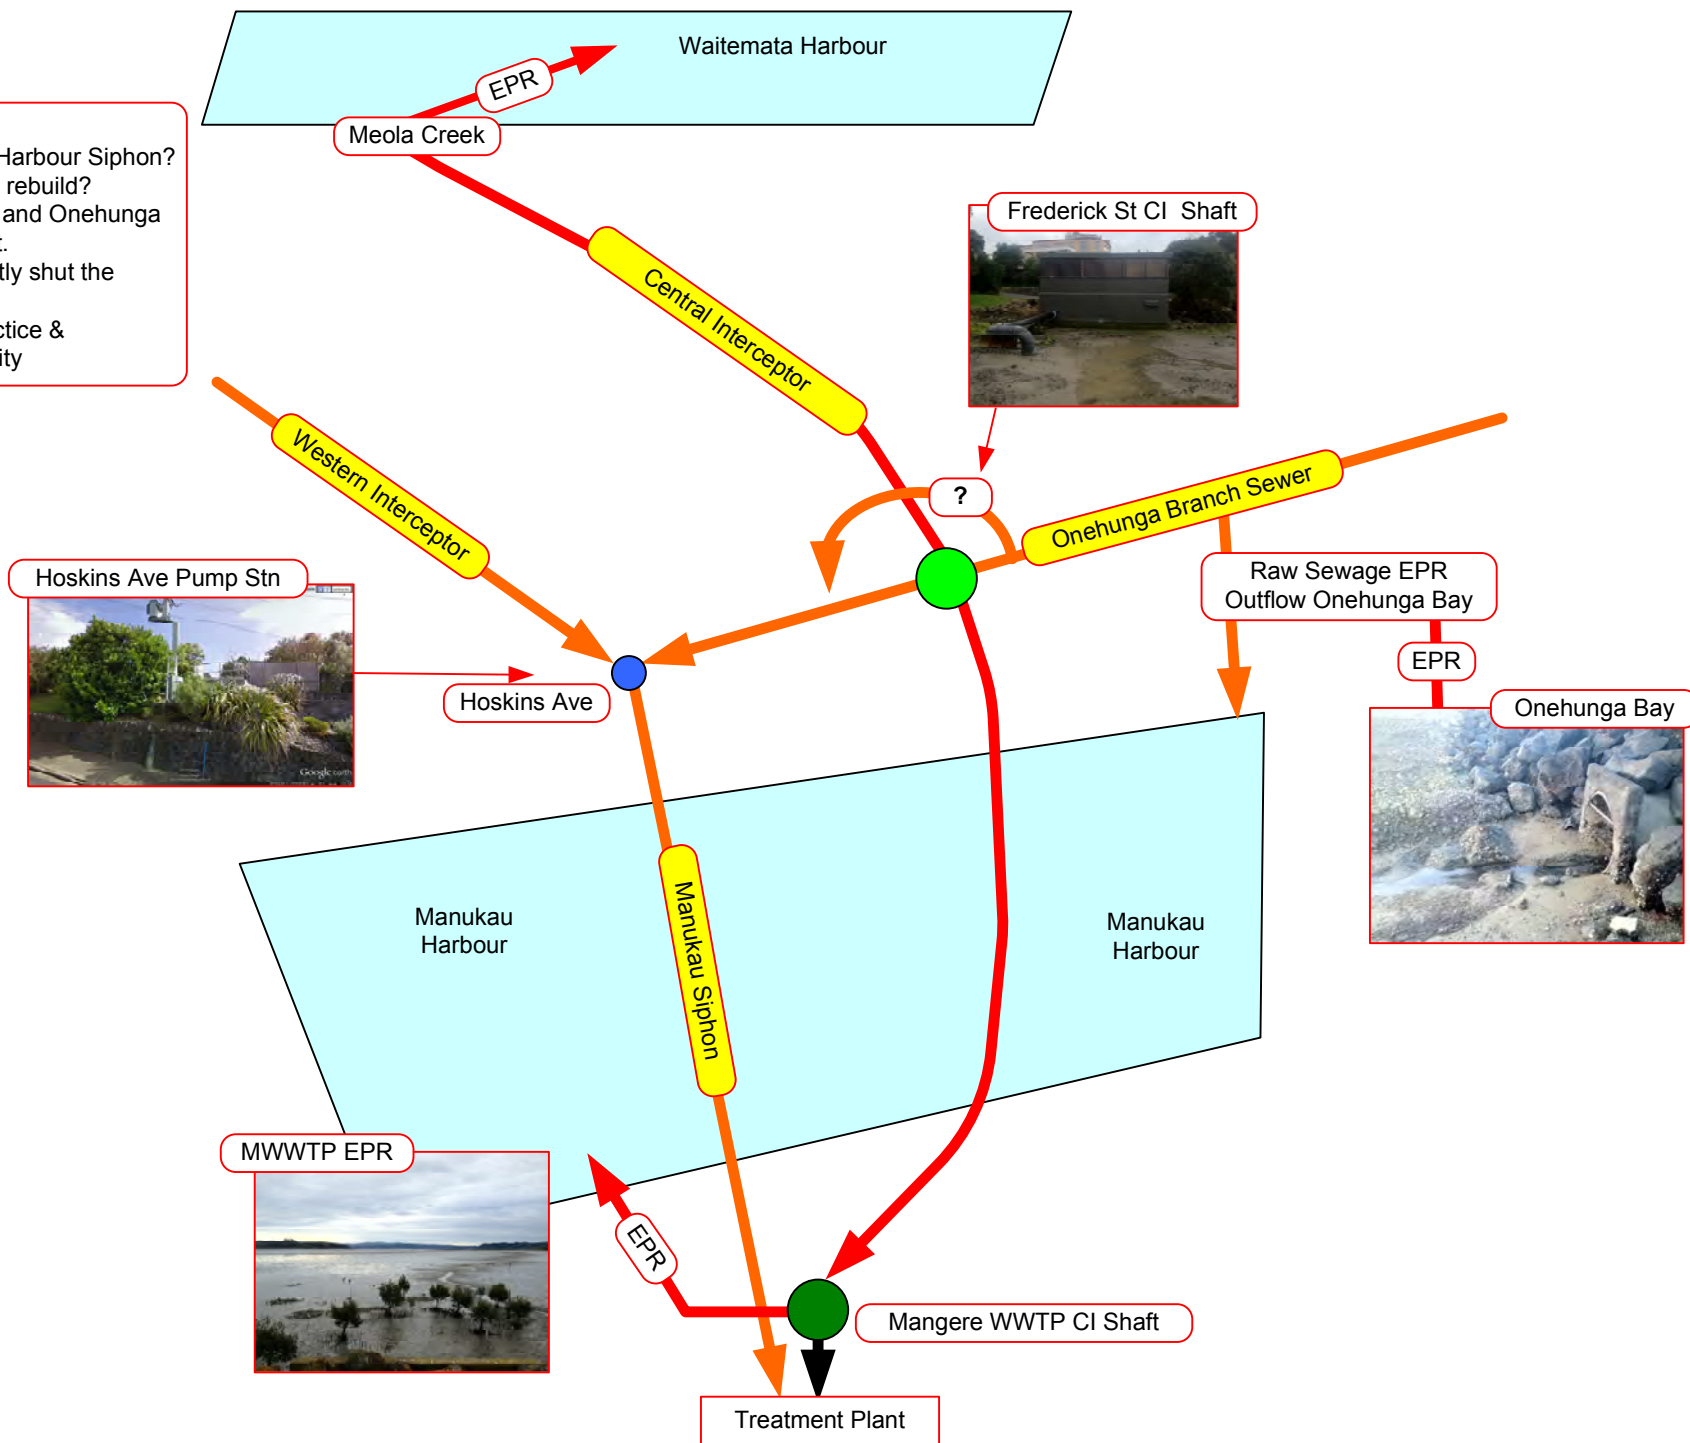 Waitemata Harbour
EPR
Meola Creek
Harbour Siphon?
rebuild?
and Onehunga
t.
tly shut the
ctice &
ity
Frederick St CI Shaft
Central Interceptor
Western Interceptor
?
Onehunga Branch Sewer
Hoskins Ave Pump Stn
Google earth
Hoskins Ave
Raw Sewage EPR
Outflow Onehunga Bay
EPR
Onehunga Bay
Manukau
Harbour
Manukau Siphon
Manukau
Harbour
MWWTP EPR
EPR
Mangere WWTP CI Shaft
Treatment Plant